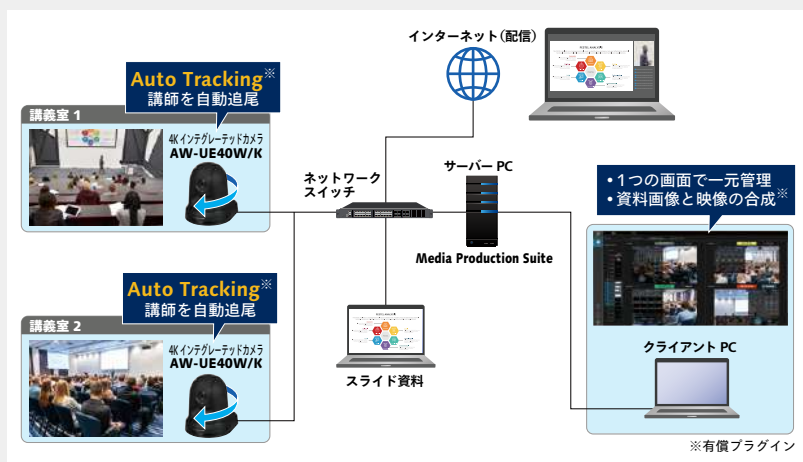 インターネット（配信）
Auto Tracking※
講師を自動追尾
講義室 1
4K インテグレーテッドカメラ
AW-UE40W/K
ネットワーク
スイッチ
サーバー PC
Media Production Suite
• 1つの画面で一元管理
• 資料画像と映像の合成※
Auto Tracking※
講師を自動追尾
講義室 2
4K インテグレーテッドカメラ
AW-UE40W/K
スライド資料
クライアント PC
※有償プラグイン